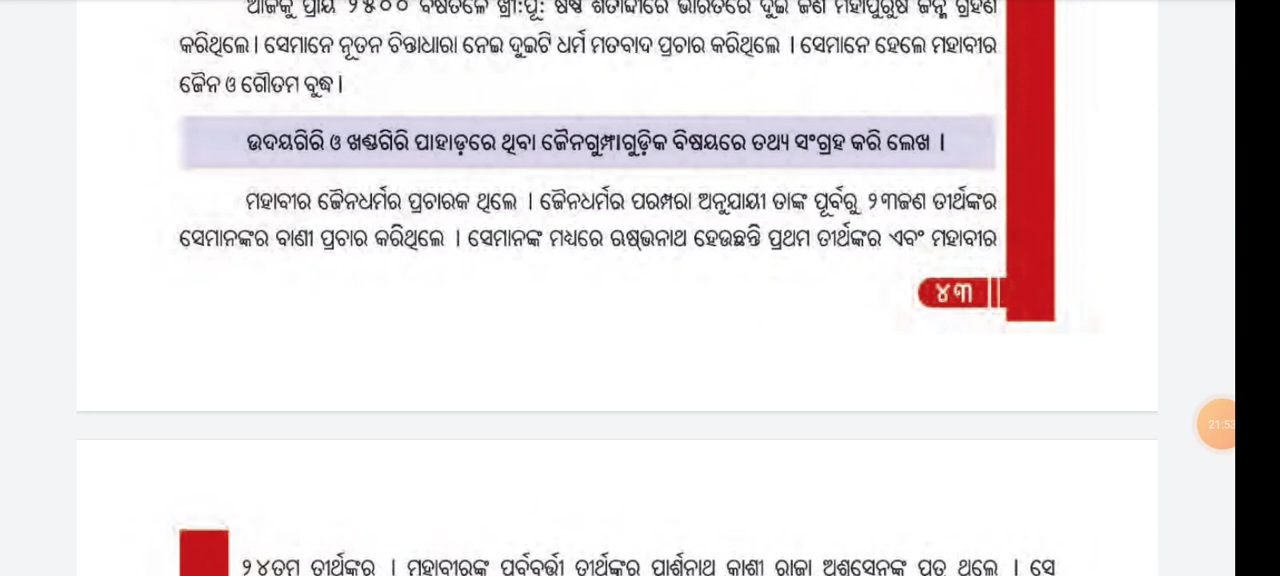 ଆଜିକୁ ପ୍ରାୟ ୨୫୦୦ ବର୍ଷତଳେ ଖ୍ରୀ:ପୂ: ଷଷ୍ଠ ଶତାବ୍ଦୀରେ ଭାରତରେ ଦୁଇ ଜଣ ମହାପୁରୁଷ ଜନ୍ମ ଗ୍ରହଣ
କରିଥିଲେ। ସେମାନେ ନୂତନ ଚିନ୍ତାଧାରା ନେଇ ଦୁଇଟି ଧର୍ମ ମତବାଦ ପ୍ରଚାର କରିଥିଲେ । ସେମାନେ ହେଲେ ମହାବୀର
ଜୈନ ଓ ଗୌତମ ବୁଦ୍ଧ।
ଉଦୟଗିରି ଓ ଖଣ୍ଡଗିରି ପାହାଡ଼ରେ ଥିବା ଜୈନଗୁମ୍ଫାଗୁଡ଼ିକ ବିଷୟରେ ତଥ୍ୟ ସଂଗ୍ରହ କରି ଲେଖ ।
ମହାବୀର ଜୈନଧର୍ମର ପ୍ରଚାରକ ଥିଲେ । ଜୈନଧର୍ମର ପରମ୍ପରା ଅନୁଯାୟୀ ତାଙ୍କ ପୂର୍ବରୁ ୨୩ଜଣ ତୀର୍ଥଙ୍କର
ସେମାନଙ୍କର ବାଣୀ ପ୍ରଚାର କରିଥିଲେ । ସେମାନଙ୍କ ମଧ୍ୟରେ ଋଷ୍ଭନାଥ ହେଉଛନ୍ତି ପ୍ରଥମ ତୀର୍ଥଙ୍କର ଏବଂ ମହାବୀର
୪୩
21:53
୨୪ତମ ତୀର୍ଥଙ୍କର । ମହାବୀରଙ୍କ ପୂର୍ବବର୍ତ୍ତୀ ତୀର୍ଥଙ୍କର ପାର୍ଶ୍ଵନାଥ କାଶୀ ରାଜା ଅଶ୍ୱସେନଙ୍କ ପୁତ୍ର ଥିଲେ । ସେ